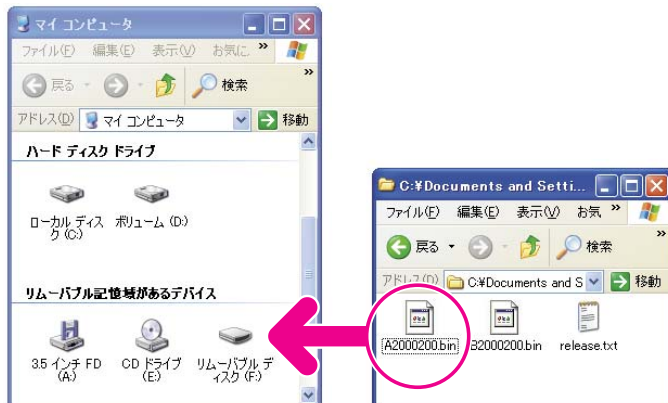 マイ コンピュータ
ファイル(F) 編集(E) 表示(V) お気に »
戻る 検索 »
アドレス(D) マイ コンピュータ 移動
ハード ディスク ドライブ
ローカル ディスク (C:)
ボリューム (D:)
リムーバブル記憶域があるデバイス
3.5 インチ FD (A:)
CD ドライブ (E:)
リムーバブル ディスク (F:)
C:¥Documents and Setti...
ファイル(F) 編集(E) 表示(V) お気 »
戻る 検索 »
アドレス(D) C:¥Documents and S 移動
A2000200.bin
B2000200.bin
release.txt